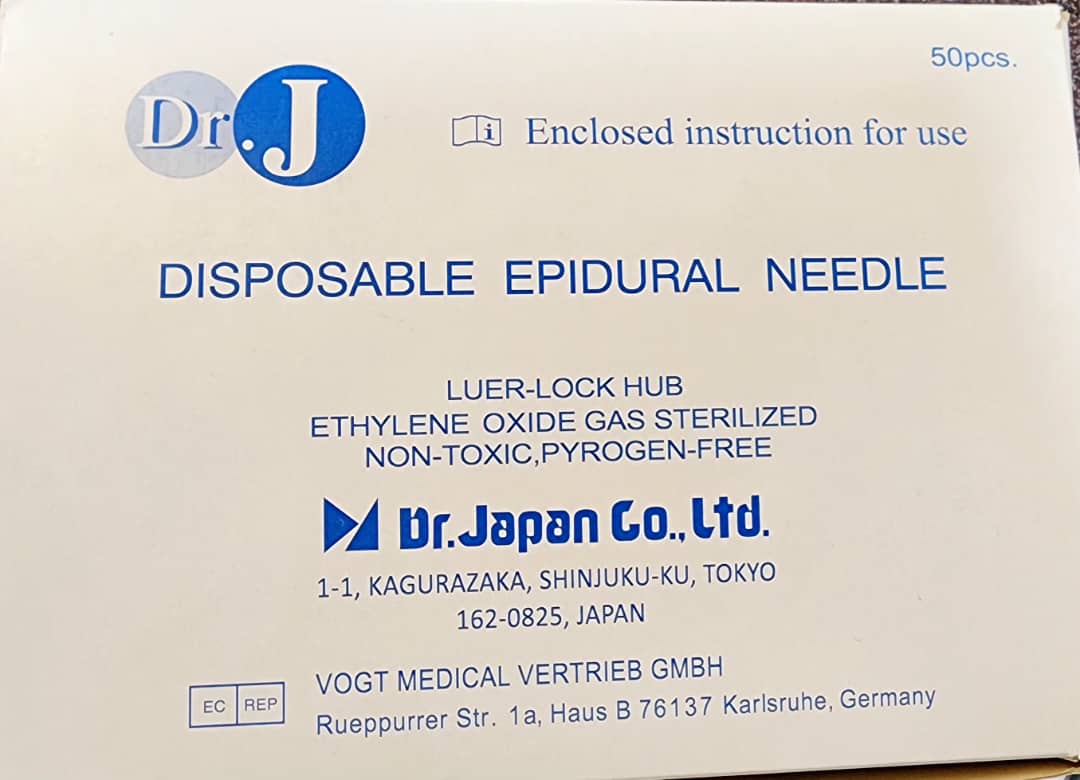 50pcs.
Dr.J
Enclosed instruction for use
DISPOSABLE EPIDURAL NEEDLE
LUER-LOCK HUB
ETHYLENE OXIDE GAS STERILIZED
NON-TOXIC,PYROGEN-FREE
Dr.Japan Co.,Ltd.
1-1, KAGURAZAKA, SHINJUKU-KU, TOKYO
162-0825, JAPAN
EC REP
VOGT MEDICAL VERTRIEB GMBH
Rueppurrer Str. 1a, Haus B 76137 Karlsruhe, Germany